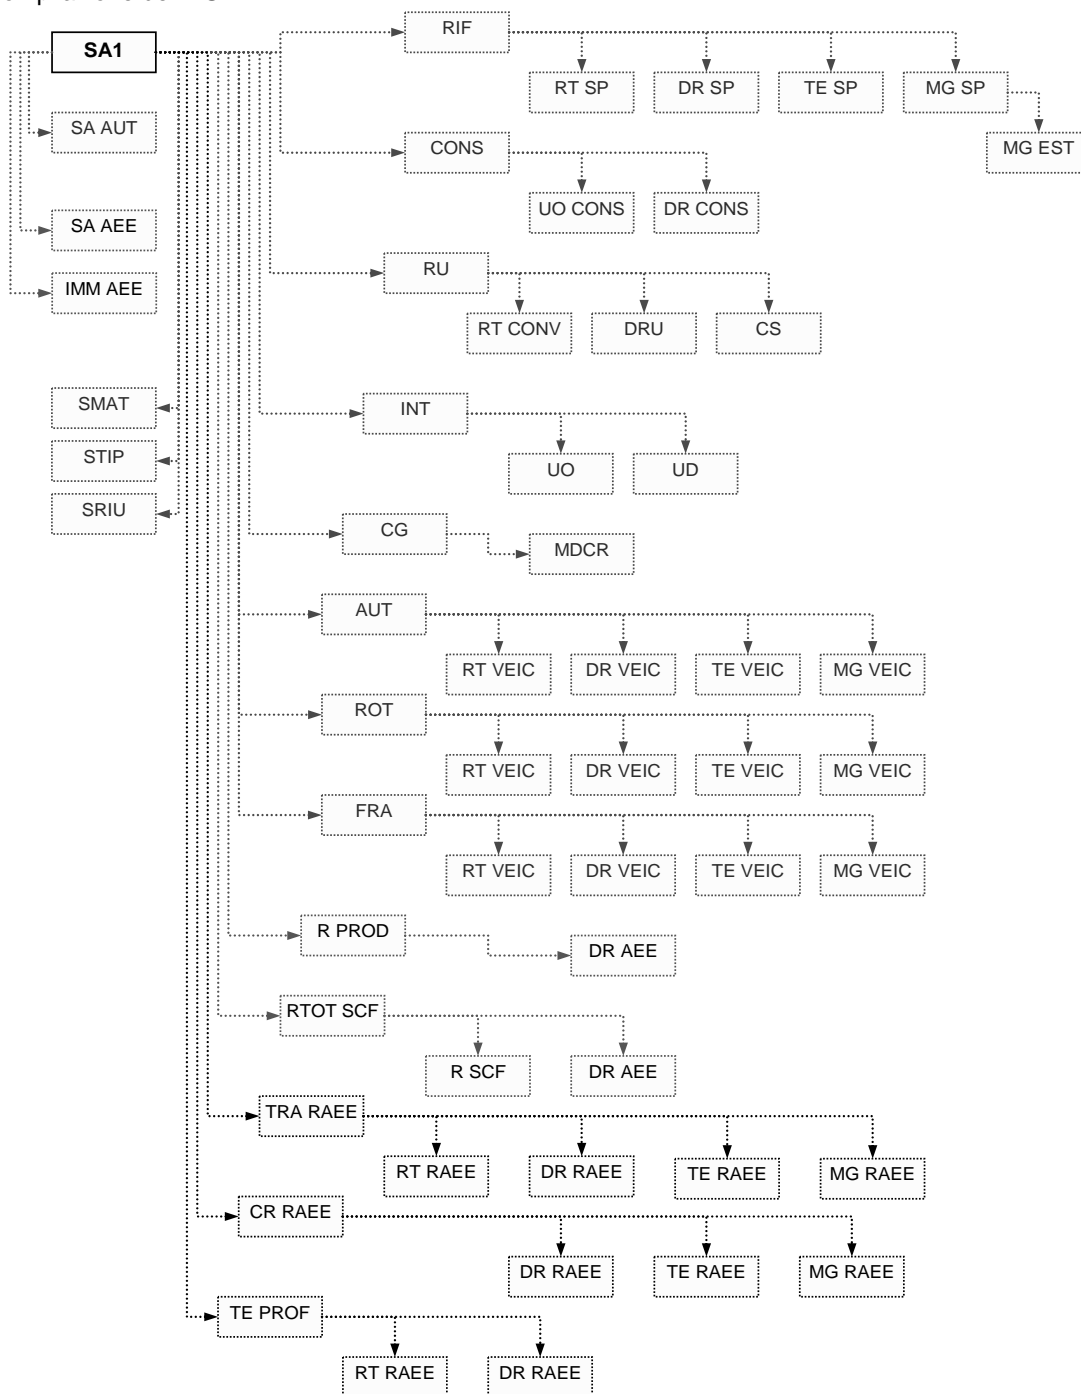 SA1
RIF
RT SP
DR SP
TE SP
MG SP
MG EST
SA AUT
CONS
UO CONS
DR CONS
SA AEE
IMM AEE
RU
RT CONV
DRU
CS
SMAT
STIP
SRIU
INT
UO
UD
CG
MDCR
AUT
RT VEIC
DR VEIC
TE VEIC
MG VEIC
ROT
RT VEIC
DR VEIC
TE VEIC
MG VEIC
FRA
RT VEIC
DR VEIC
TE VEIC
MG VEIC
R PROD
DR AEE
RTOT SCF
R SCF
DR AEE
TRA RAEE
RT RAEE
DR RAEE
TE RAEE
MG RAEE
CR RAEE
DR RAEE
TE RAEE
MG RAEE
TE PROF
RT RAEE
DR RAEE